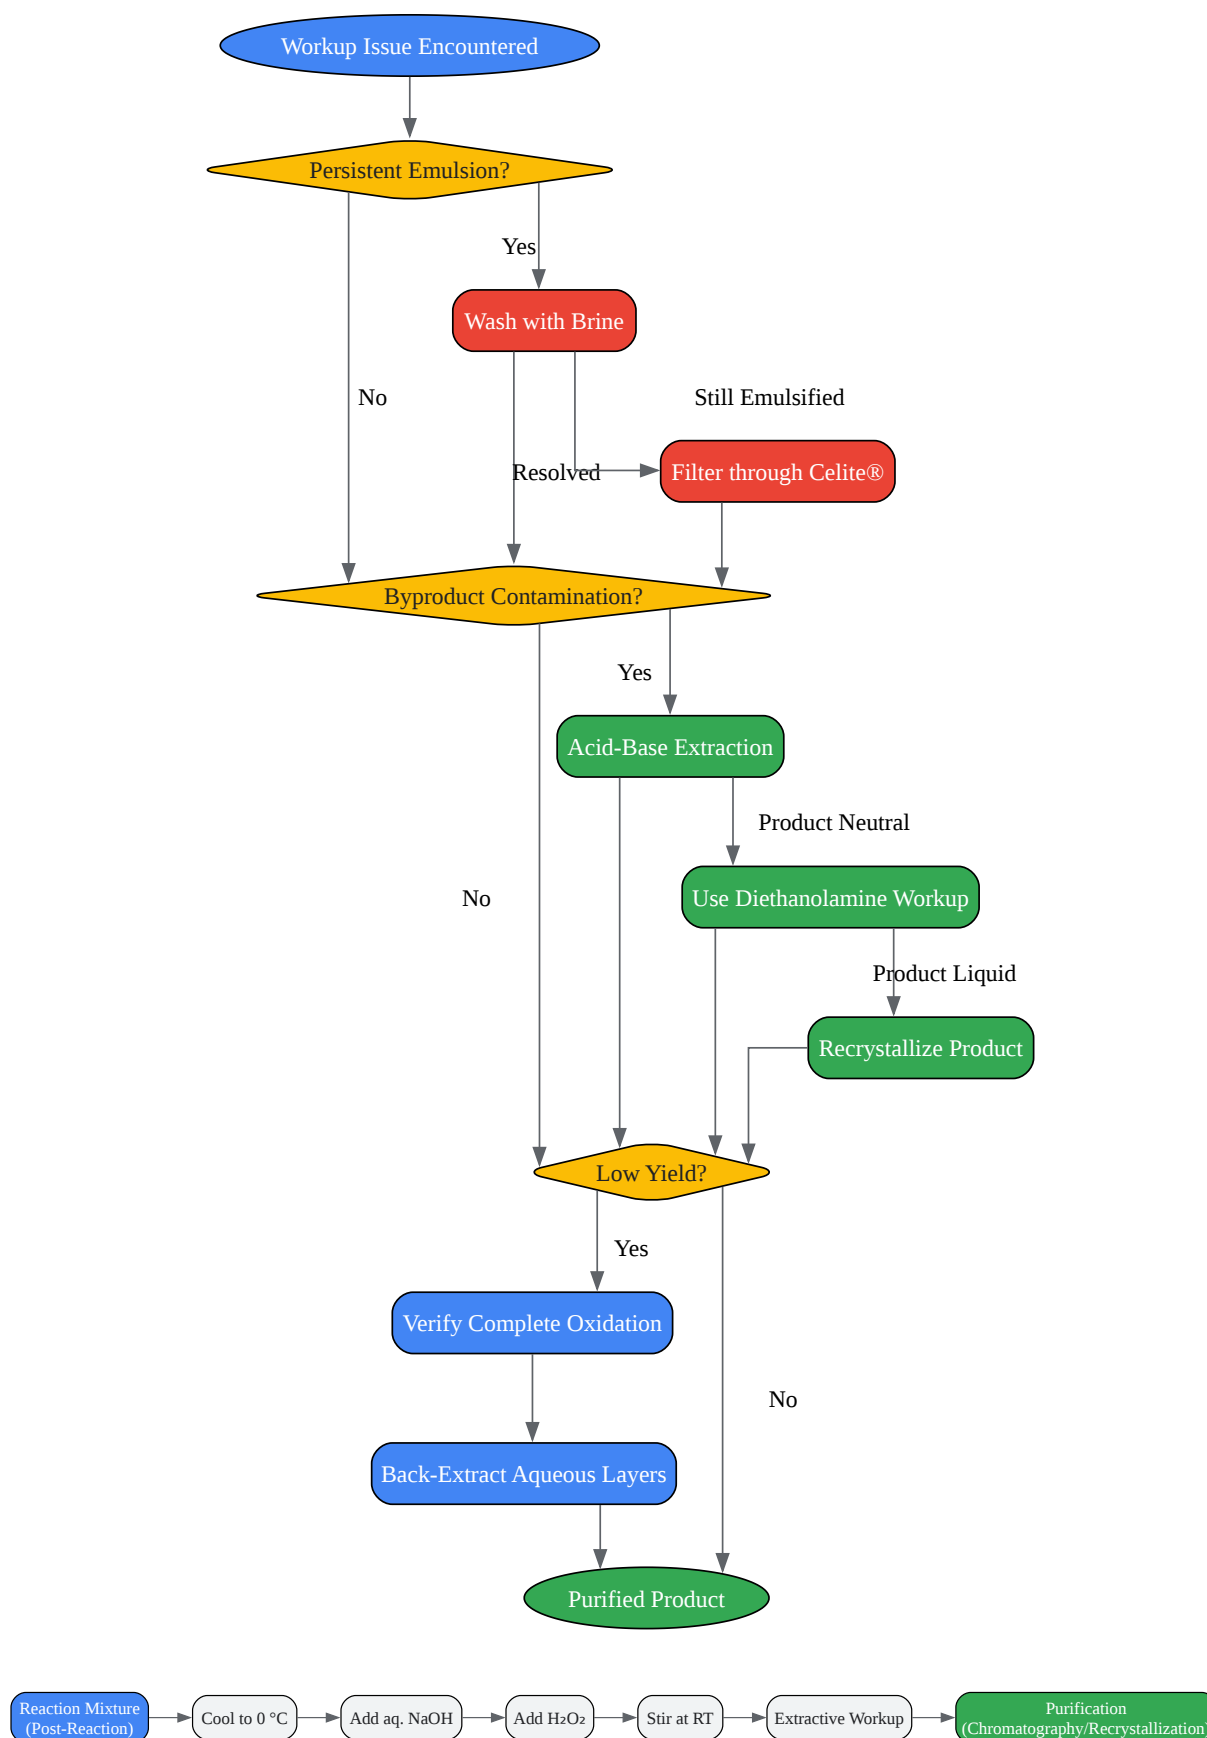 Workup Issue Encountered
Persistent Emulsion?
Yes
Wash with Brine
No
Still Emulsified
Resolved
Filter through Celite®
Byproduct Contamination?
Yes
Acid-Base Extraction
Product Neutral
No
Use Diethanolamine Workup
Product Liquid
Recrystallize Product
Low Yield?
Yes
Verify Complete Oxidation
No
Back-Extract Aqueous Layers
Purified Product
Reaction Mixture
(Post-Reaction)
Cool to 0 °C
Add aq. NaOH
Add H₂O₂
Stir at RT
Extractive Workup
Purification
(Chromatography/Recrystallization)